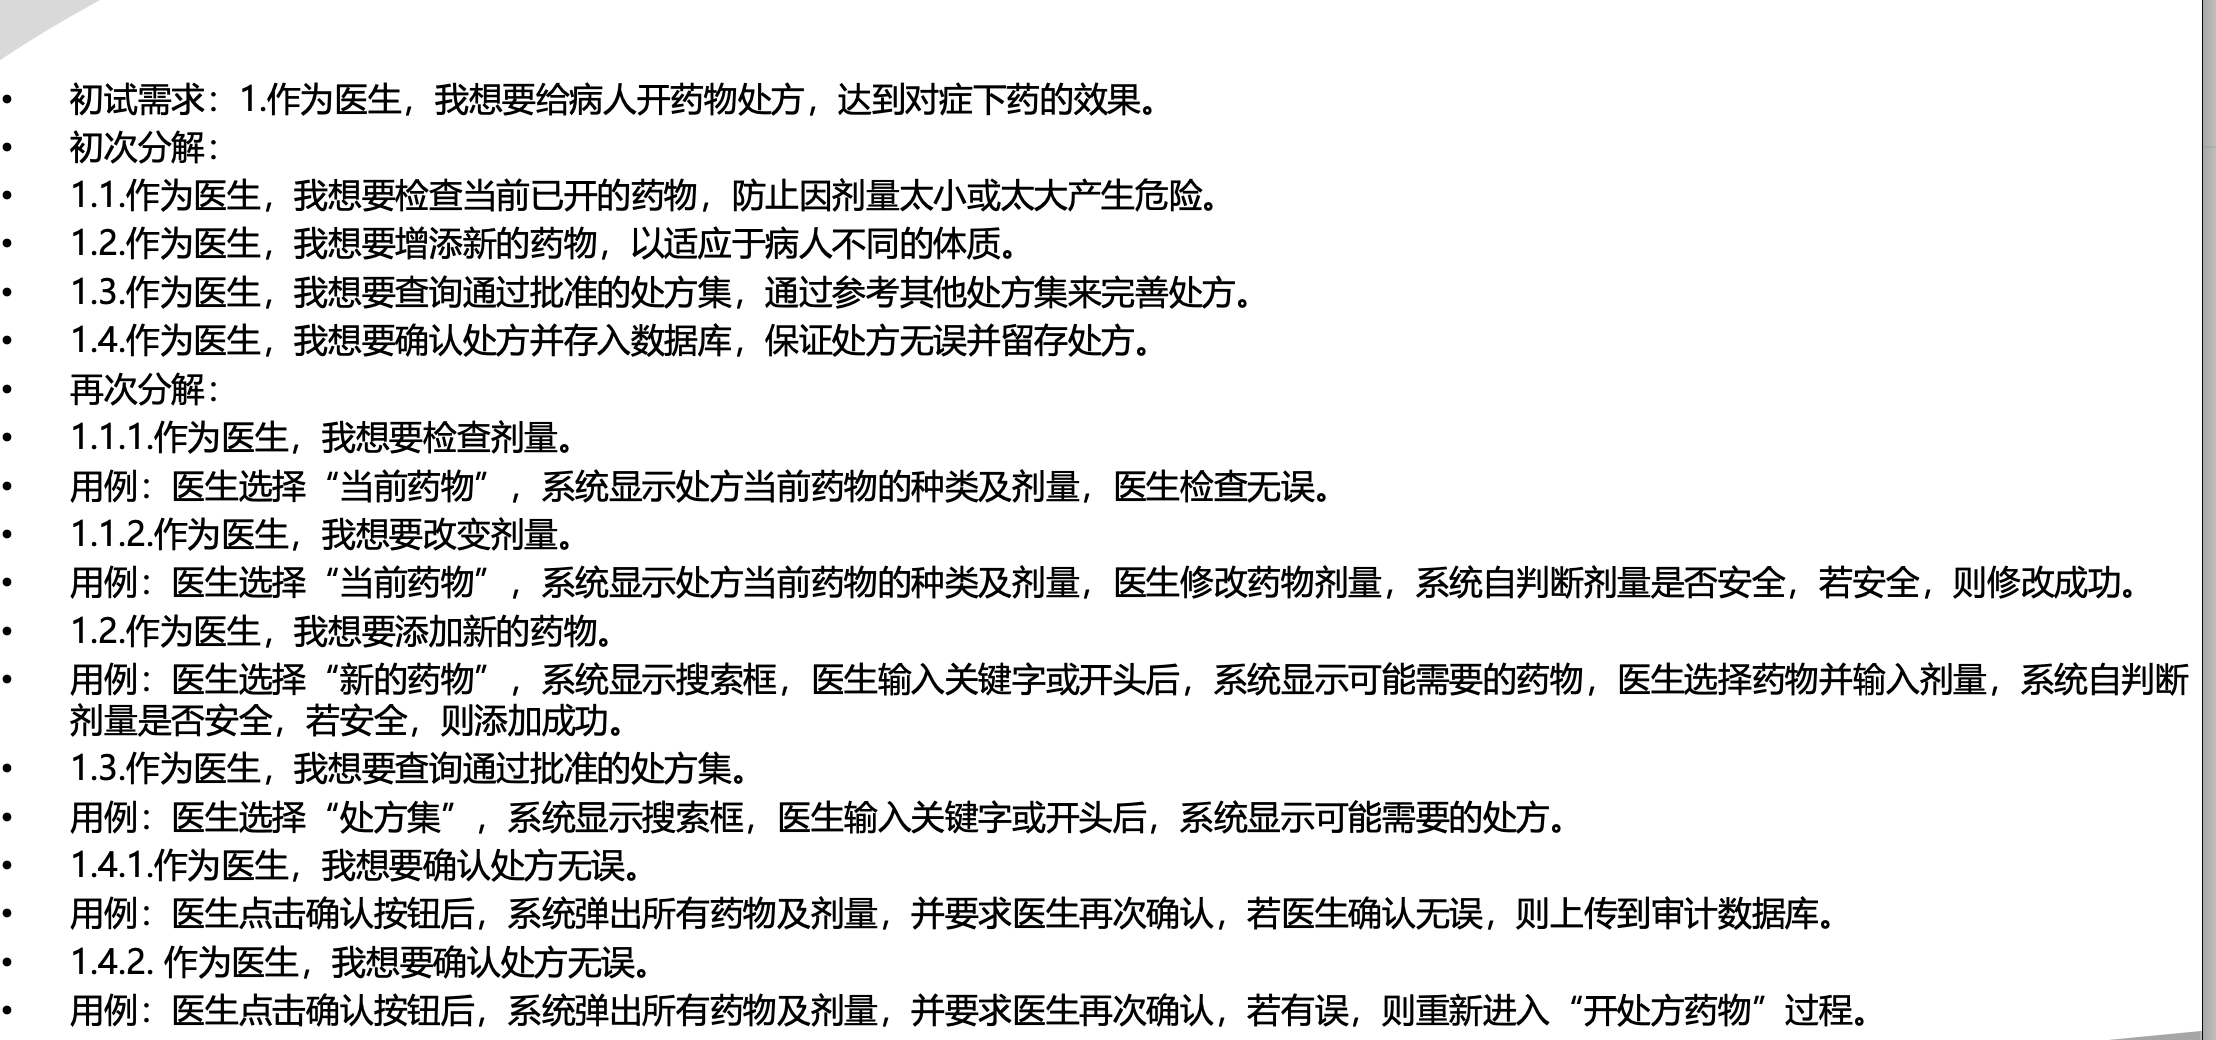 • 初试需求：1.作为医生，我想要给病人开药物处方，达到对症下药的效果。
• 初次分解：
• 1.1.作为医生，我想要检查当前已开的药物，防止因剂量太小或太大产生危险。
• 1.2.作为医生，我想要增添新的药物，以适应于病人不同的体质。
• 1.3.作为医生，我想要查询通过批准的处方集，通过参考其他处方集来完善处方。
• 1.4.作为医生，我想要确认处方并存入数据库，保证处方无误并留存处方。
• 再次分解：
• 1.1.1.作为医生，我想要检查剂量。
• 用例：医生选择“当前药物”，系统显示处方当前药物的种类及剂量，医生检查无误。
• 1.1.2.作为医生，我想要改变剂量。
• 用例：医生选择“当前药物”，系统显示处方当前药物的种类及剂量，医生修改药物剂量，系统自判断剂量是否安全，若安全，则修改成功。
• 1.2.作为医生，我想要添加新的药物。
• 用例：医生选择“新的药物”，系统显示搜索框，医生输入关键字或开头后，系统显示可能需要的药物，医生选择药物并输入剂量，系统自判断
剂量是否安全，若安全，则添加成功。
• 1.3.作为医生，我想要查询通过批准的处方集。
• 用例：医生选择“处方集”，系统显示搜索框，医生输入关键字或开头后，系统显示可能需要的处方。
• 1.4.1.作为医生，我想要确认处方无误。
• 用例：医生点击确认按钮后，系统弹出所有药物及剂量，并要求医生再次确认，若医生确认无误，则上传到审计数据库。
• 1.4.2. 作为医生，我想要确认处方无误。
• 用例：医生点击确认按钮后，系统弹出所有药物及剂量，并要求医生再次确认，若有误，则重新进入“开处方药物”过程。